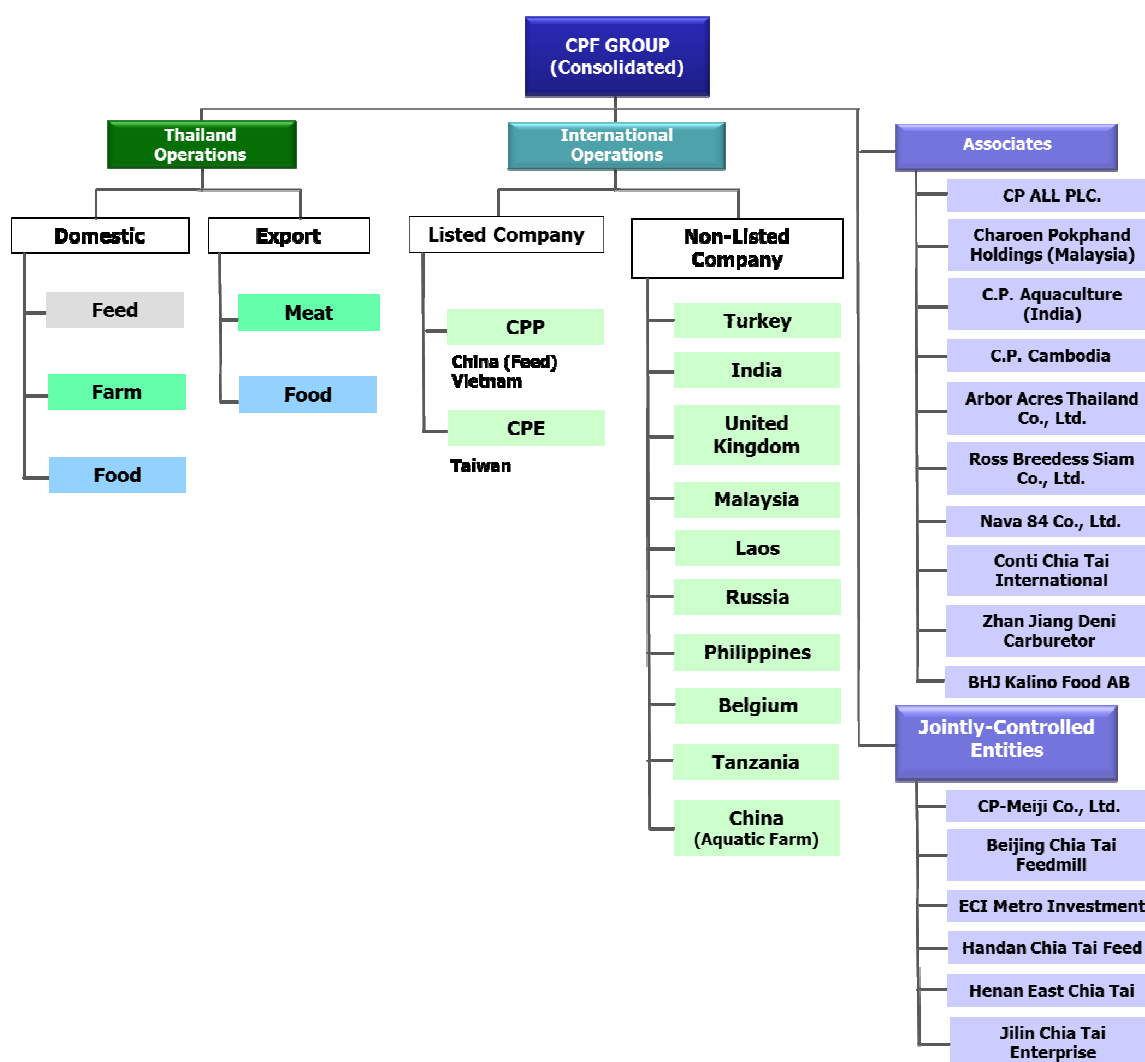 CPF GROUP
(Consolidated)
Thailand
Operations
International
Operations
Domestic
Export
Feed
Farm
Food
Meat
Food
Listed Company
Non-Listed
Company
CPP
China (Feed)
Vietnam
CPE
Taiwan
Turkey
India
United
Kingdom
Malaysia
Laos
Russia
Philippines
Belgium
Tanzania
China
(Aquatic Farm)
Associates
CP ALL PLC.
Charoen Pokphand
Holdings (Malaysia)
C.P. Aquaculture
(India)
C.P. Cambodia
Arbor Acres Thailand
Co., Ltd.
Ross Breedess Siam
Co., Ltd.
Nava 84 Co., Ltd.
Conti Chia Tai
International
Zhan Jiang Deni
Carburetor
BHJ Kalino Food AB
Jointly-Controlled
Entities
CP-Meiji Co., Ltd.
Beijing Chia Tai
Feedmill
ECI Metro Investment
Handan Chia Tai Feed
Henan East Chia Tai
Jilin Chia Tai
Enterprise